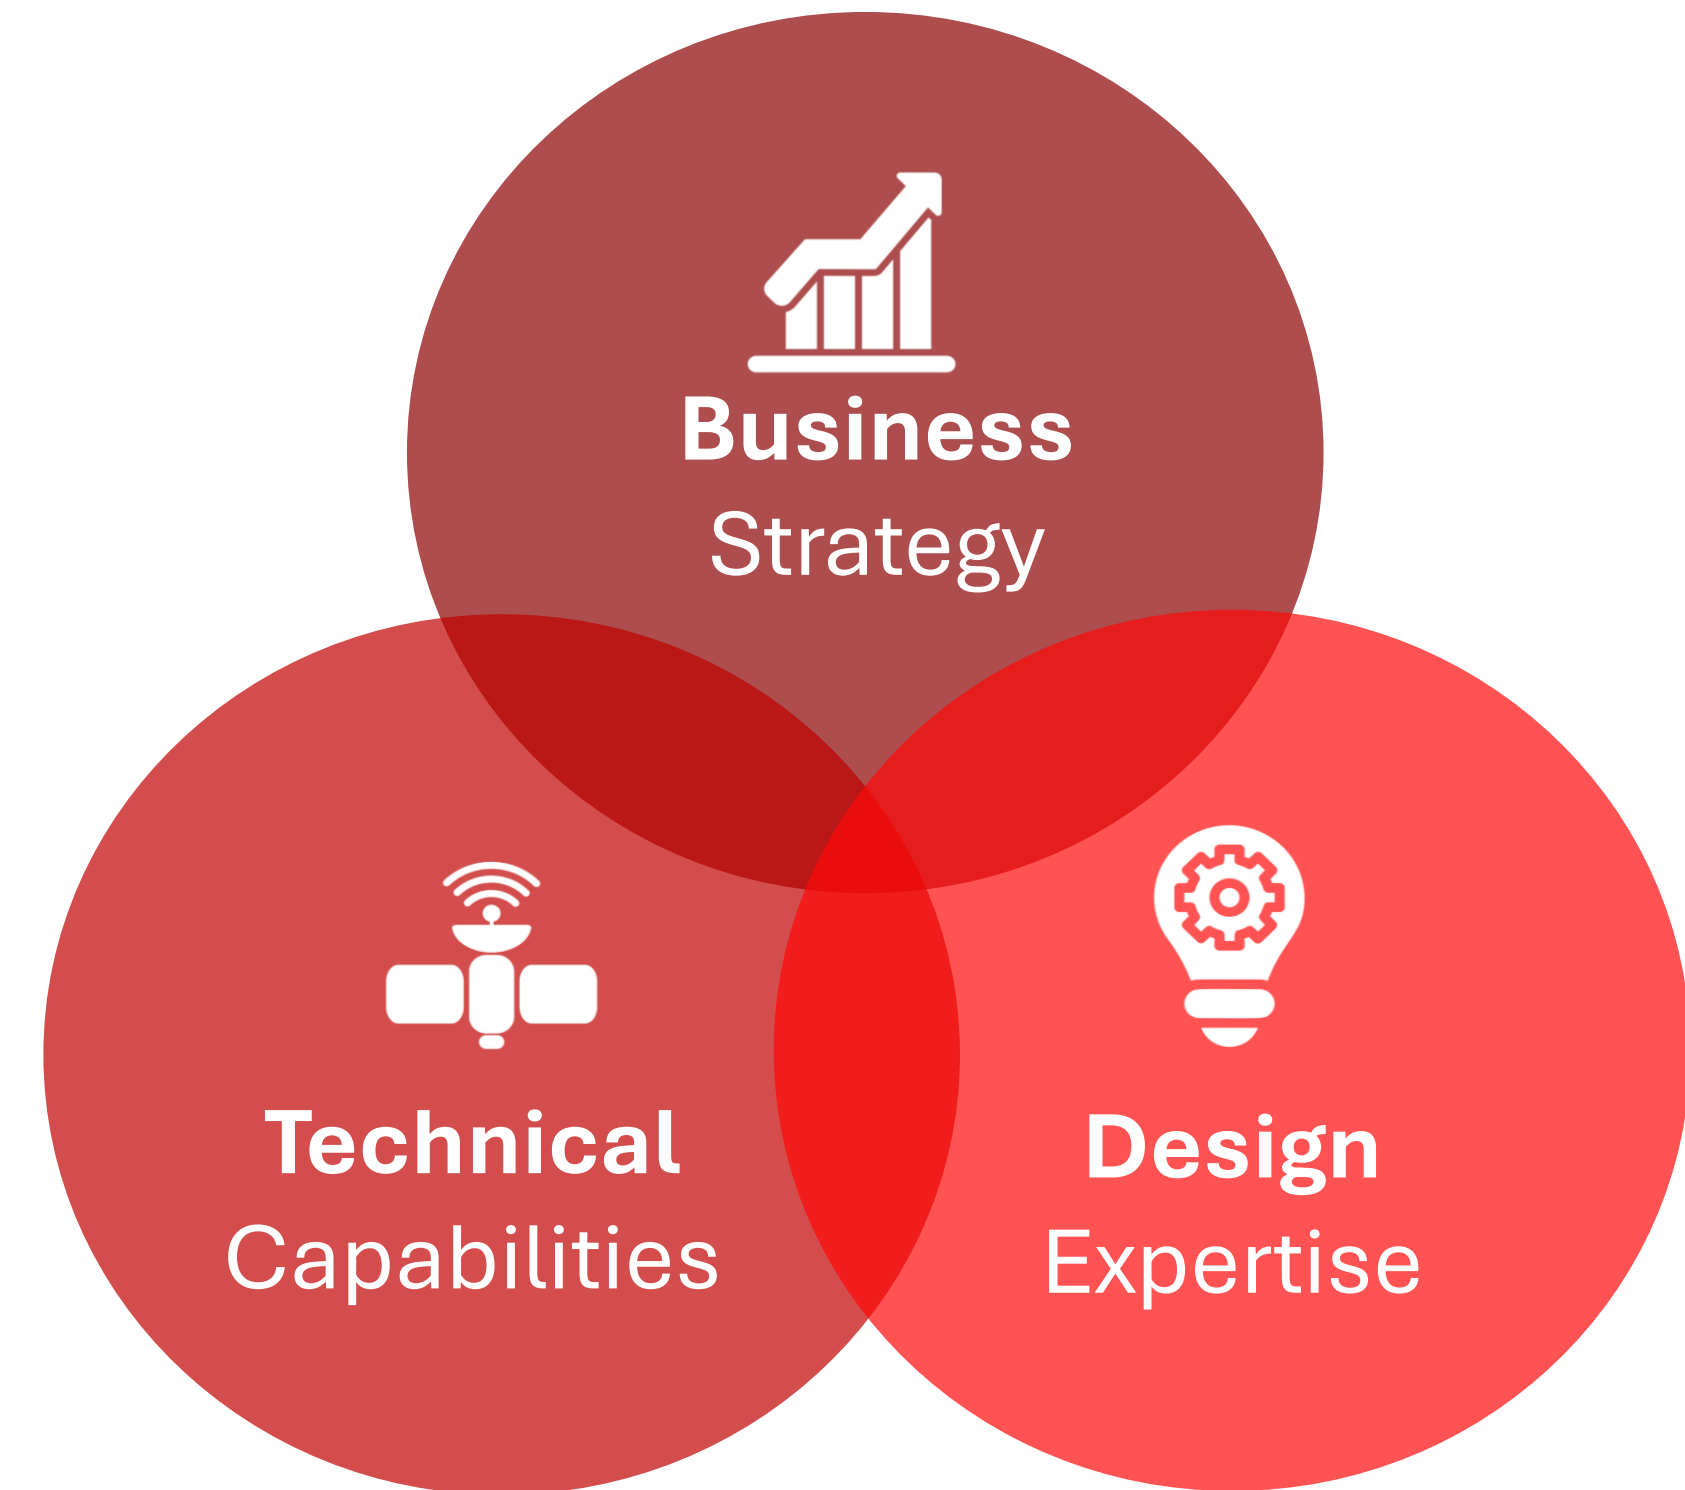 Business
Strategy
Technical
Capabilities
Design
Expertise